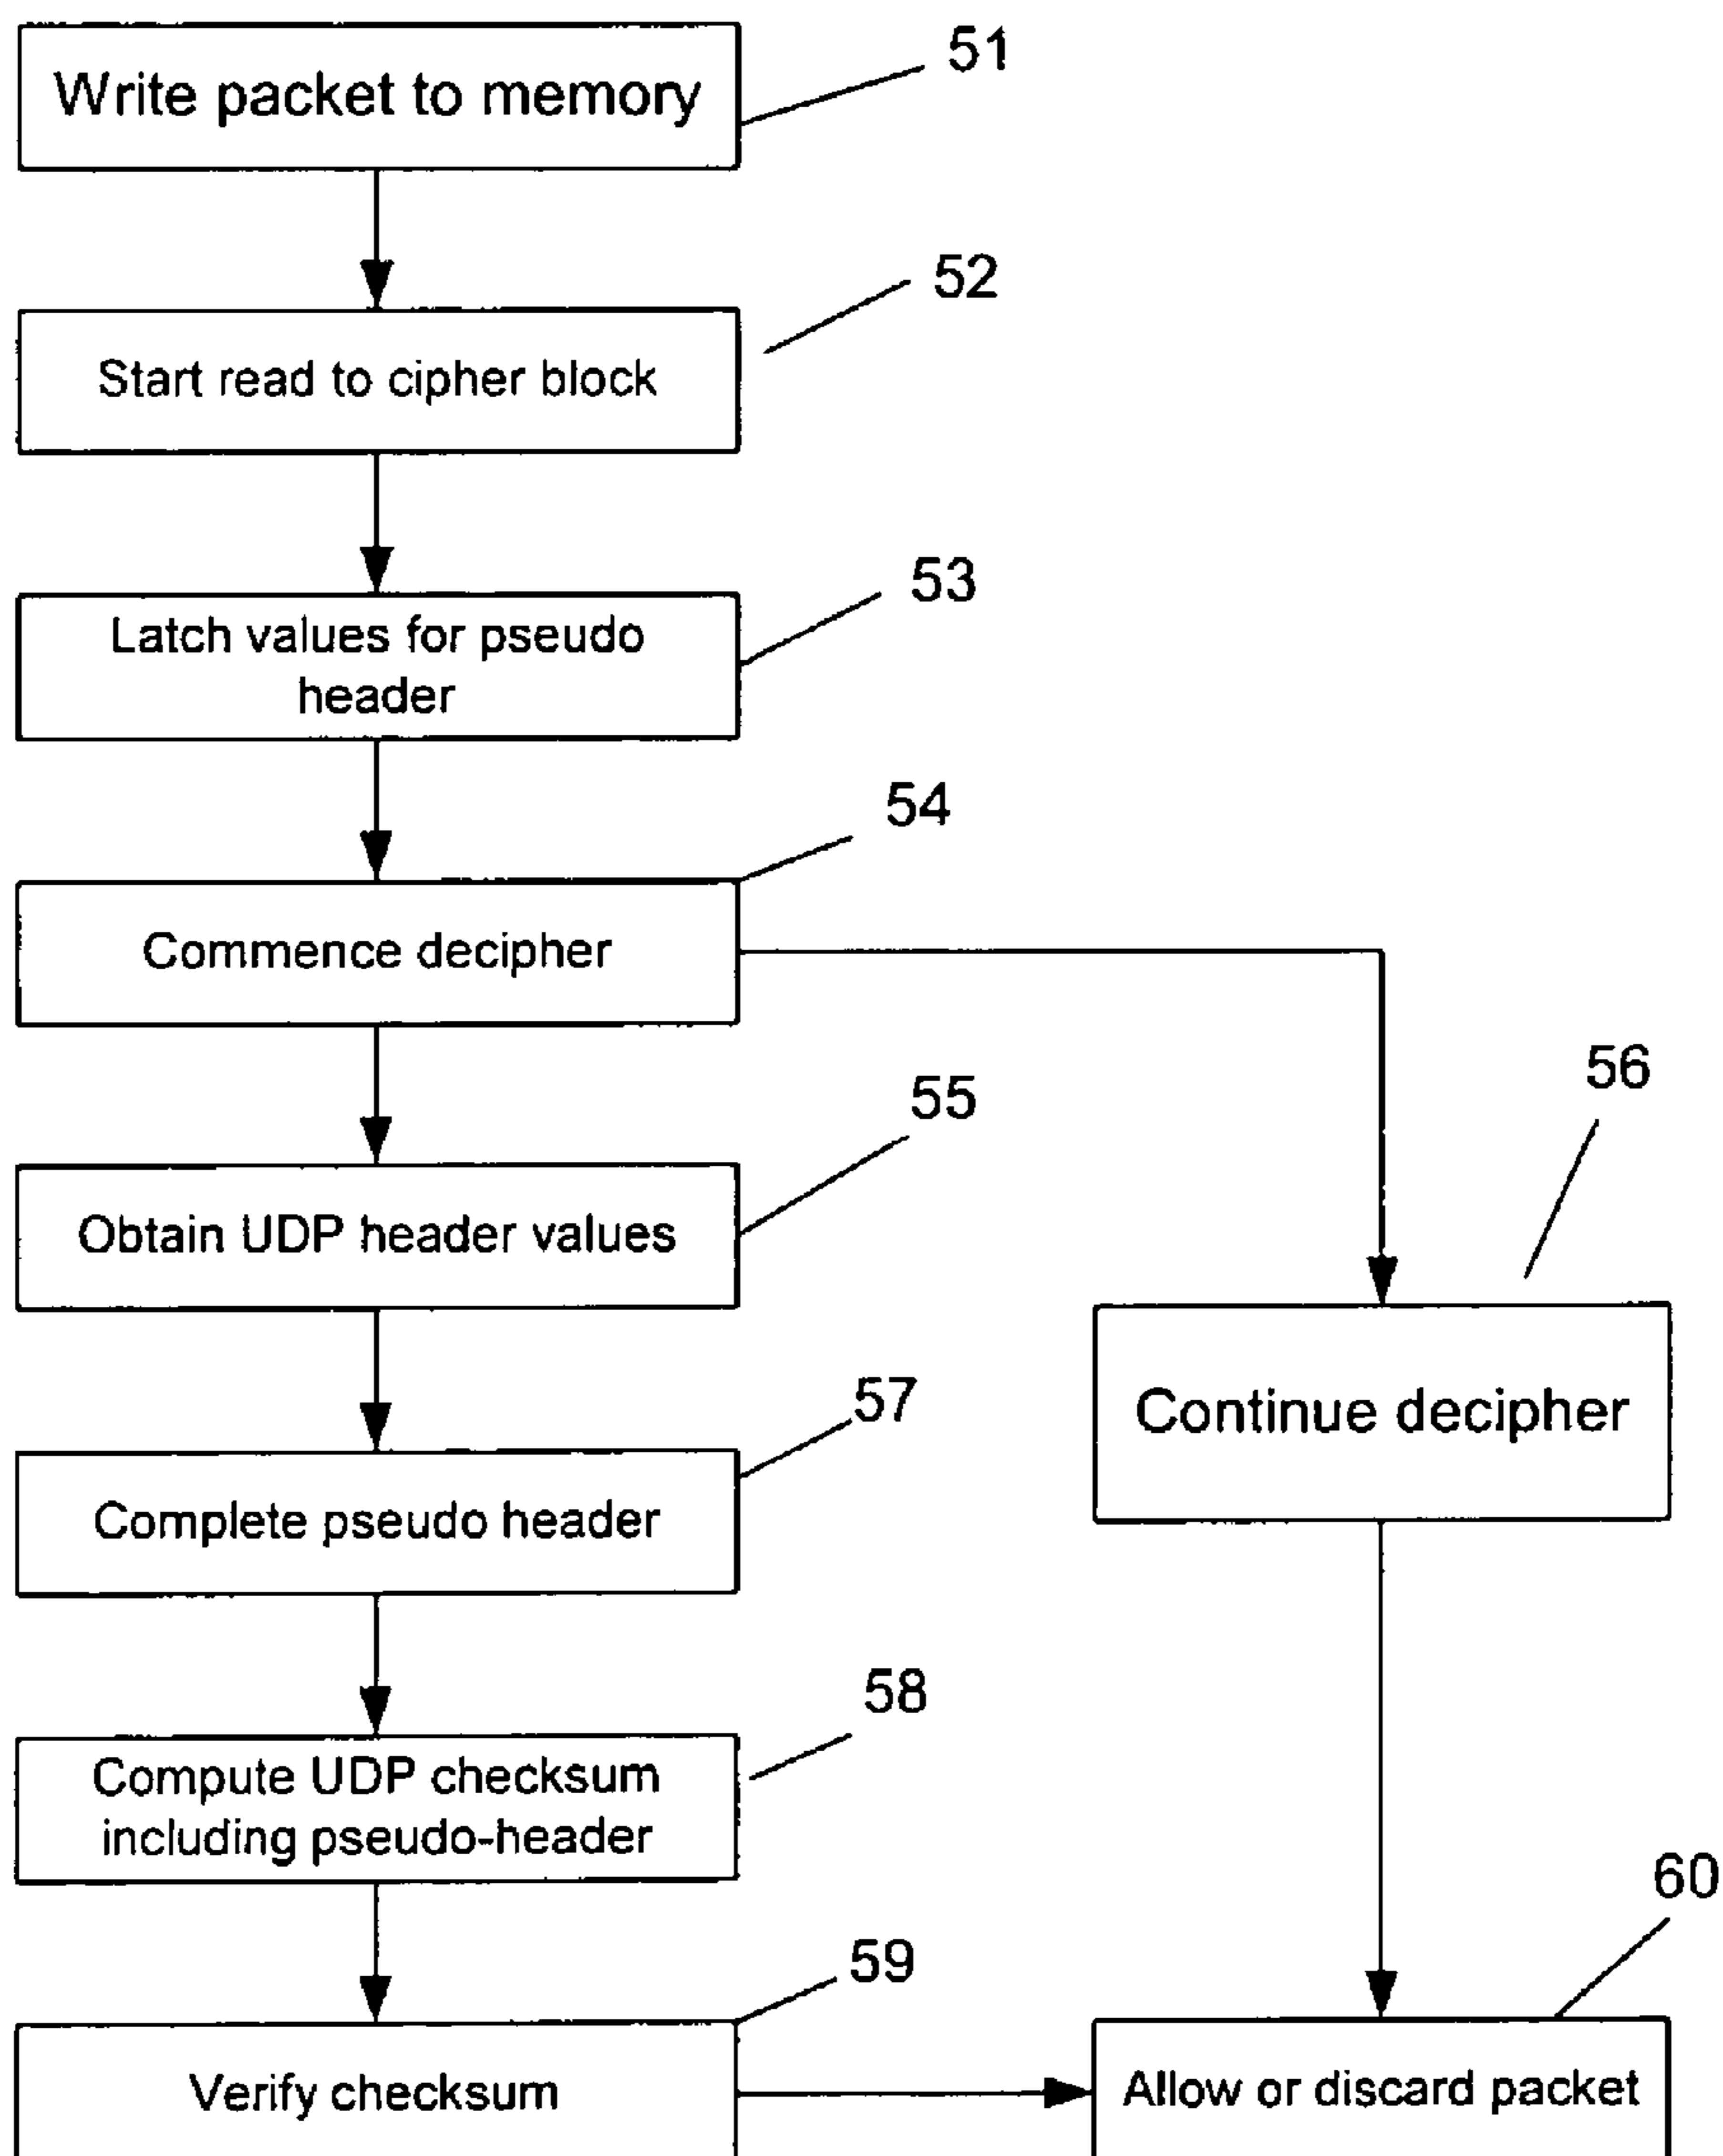 51
Write packet to memory
52
Start read to cipher block
53
Latch values for pseudo
header
54
Commence decipher
55
Obtain UDP header values
56
Continue decipher
57
Complete pseudo header
58
Compute UDP checksum
including pseudo-header
59
Verify checksum
60
Allow or discard packet